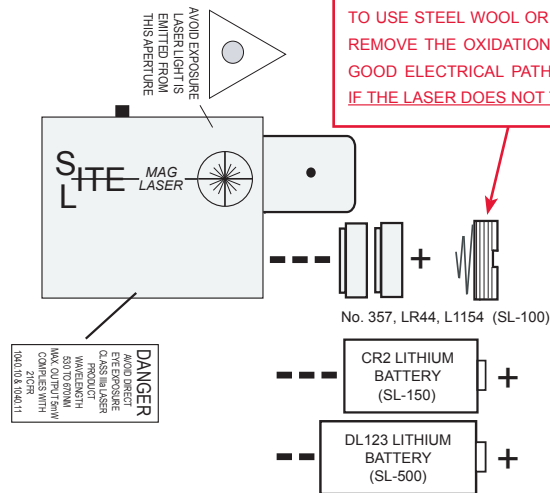 AVOID EXPOSURE
LASER LIGHT IS
EMITTED FROM
THIS APERTURE
TO USE STEEL WOOL OR
REMOVE THE OXIDATION
GOOD ELECTRICAL PATH
IF THE LASER DOES NOT
SL ITE
MAG
LASER
+
No. 357, LR44, L1154 (SL-100)
DANGER
AVOID DIRECT
EYE EXPOSURE
CLASS IIIa LASER
PRODUCT
WAVELENGTH
530 TO 670NM
MAX. OUTPUT 5mW
COMPLIES WITH
21CFR
1040.10 & 1040.11
CR2 LITHIUM
BATTERY
(SL-150)
+
DL123 LITHIUM
BATTERY
(SL-500)
+